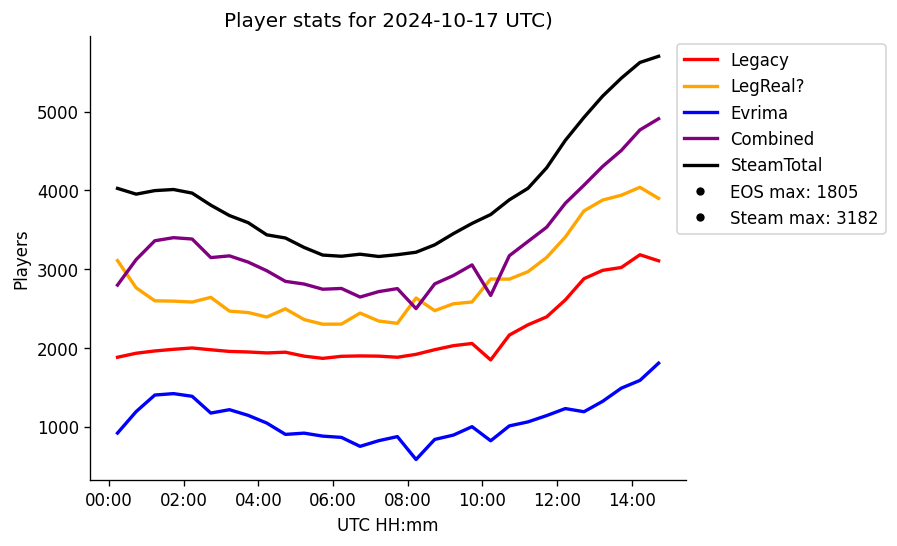 Player stats for 2024-10-17 UTC)
Players
5000
4000
3000
2000
1000
00:00 02:00 04:00 06:00 08:00 10:00 12:00 14:00
UTC HH:mm
Legacy
LegReal?
Evrima
Combined
SteamTotal
EOS max: 1805
Steam max: 3182